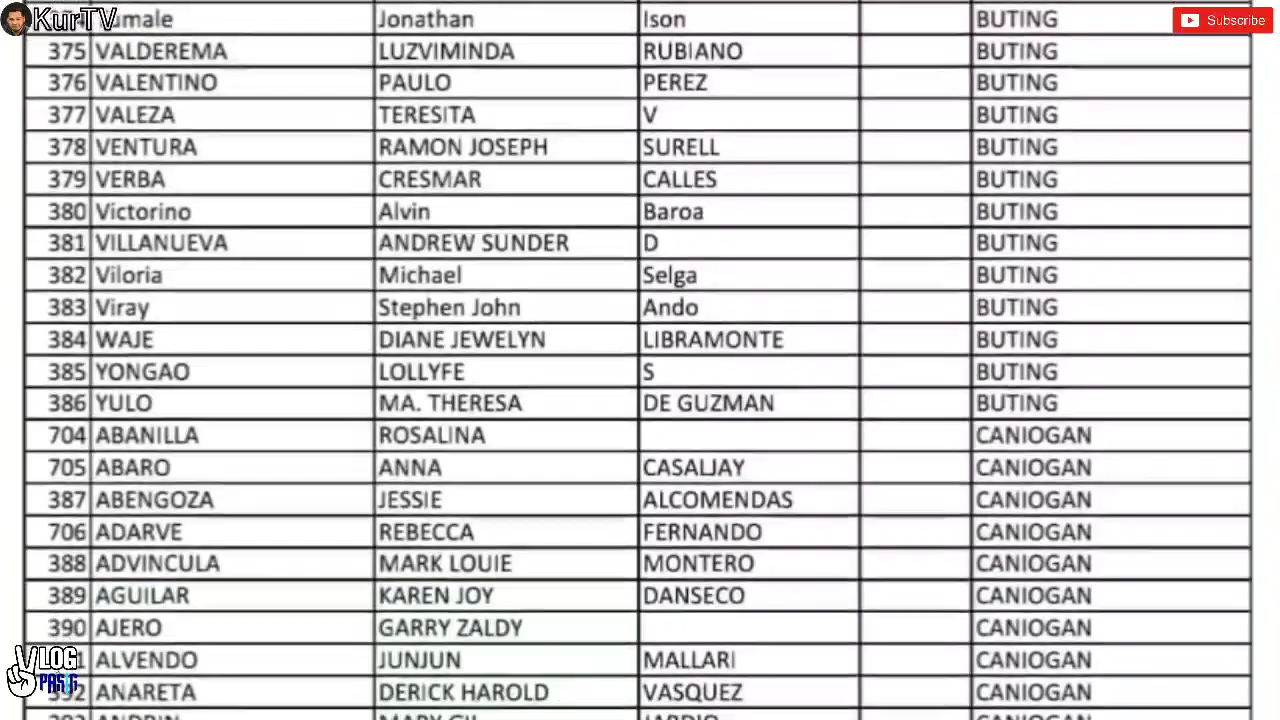 KurTV
Subscribe
Jonathan Ison BUTING
375 VALDEREMA LUZVIMINDA RUBIANO BUTING
376 VALENTINO PAULO PEREZ BUTING
377 VALEZA TERESITA V BUTING
378 VENTURA RAMON JOSEPH SURELL BUTING
379 VERBA CRESMAR CALLES BUTING
380 Victorino Alvin Baroa BUTING
381 VILLANUEVA ANDREW SUNDER D BUTING
382 Viloria Michael Selga BUTING
383 Viray Stephen John Ando BUTING
384 WAJE DIANE JEWELYN LIBRAMONTE BUTING
385 YONGAO LOLLYFE S BUTING
386 YULO MA. THERESA DE GUZMAN BUTING
704 ABANILLA ROSALINA CANIOGAN
705 ABARO ANNA CASALJAY CANIOGAN
387 ABENGOZA JESSIE ALCOMENDAS CANIOGAN
706 ADARVE REBECCA FERNANDO CANIOGAN
388 ADVINCULA MARK LOUIE MONTERO CANIOGAN
389 AGUILAR KAREN JOY DANSECO CANIOGAN
390 AJERO GARRY ZALDY CANIOGAN
ALVENDO JUNJUN MALLARI CANIOGAN
392 ANARETA DERICK HAROLD VASQUEZ CANIOGAN
VLOG
PASIG